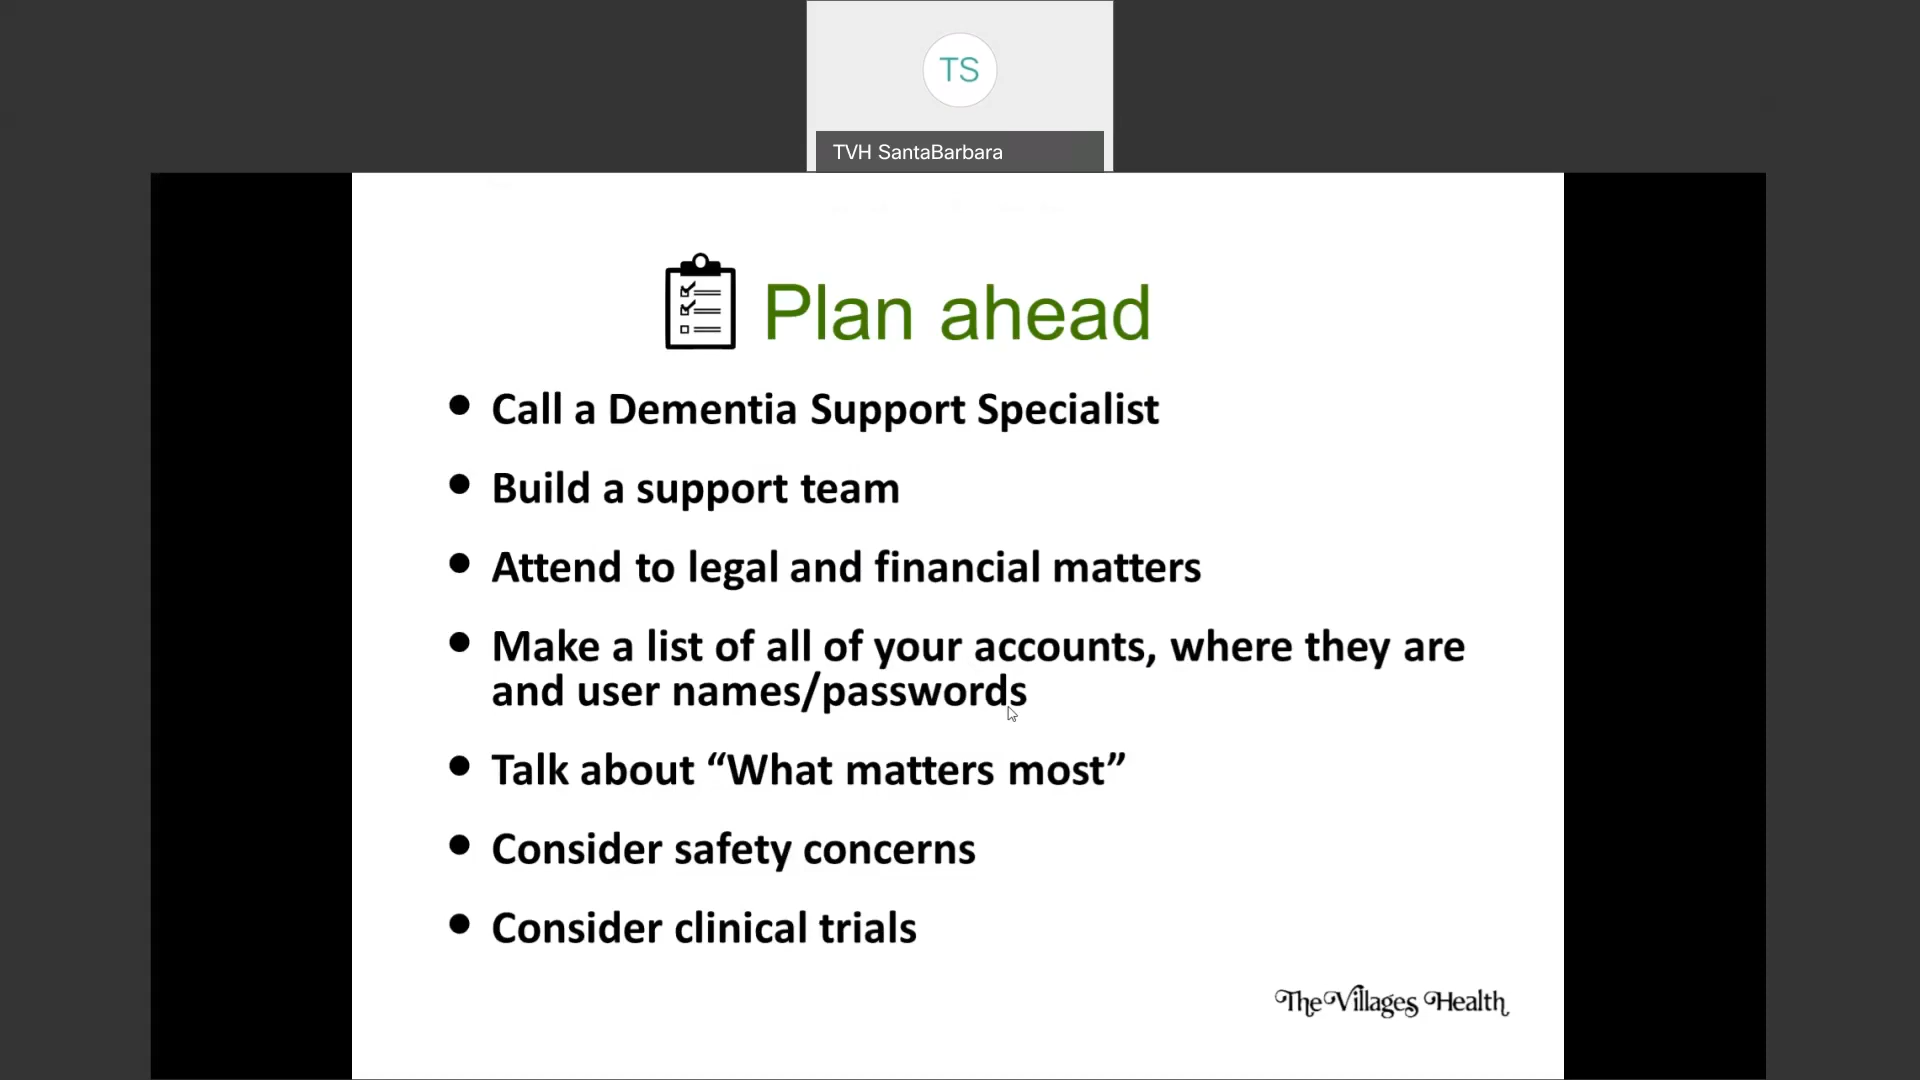 TS
TVH SantaBarbara
Plan ahead
• Call a Dementia Support Specialist
• Build a support team
• Attend to legal and financial matters
• Make a list of all of your accounts, where they are
and user names/passwords
• Talk about “What matters most”
• Consider safety concerns
• Consider clinical trials
The Villages Health